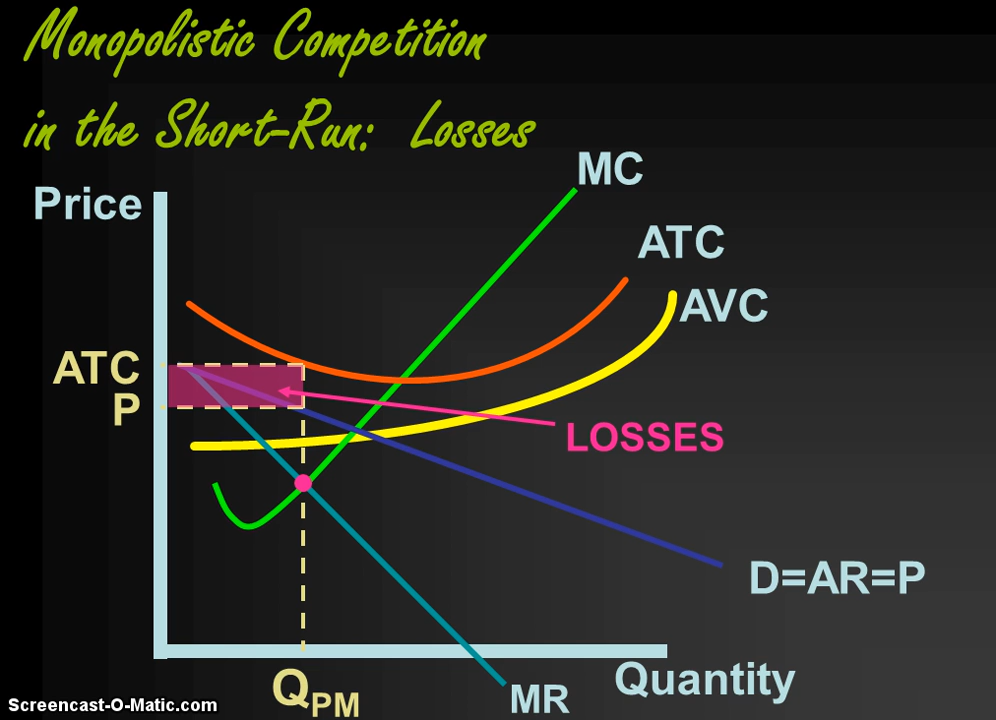 Monopolistic Competition
in the Short-Run: Losses
MC
Price
ATC
AVC
ATC
P
LOSSES
D=AR=P
Quantity
QPM
MR
Screencast-O-Matic.com